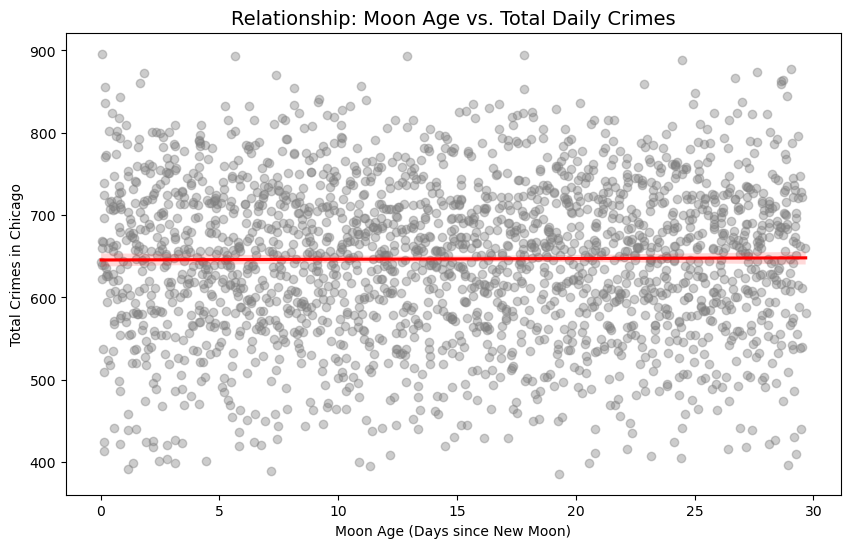 Relationship: Moon Age vs. Total Daily Crimes
900
800
700
600
500
400
Total Crimes in Chicago
0 5 10 15 20 25 30
Moon Age (Days since New Moon)